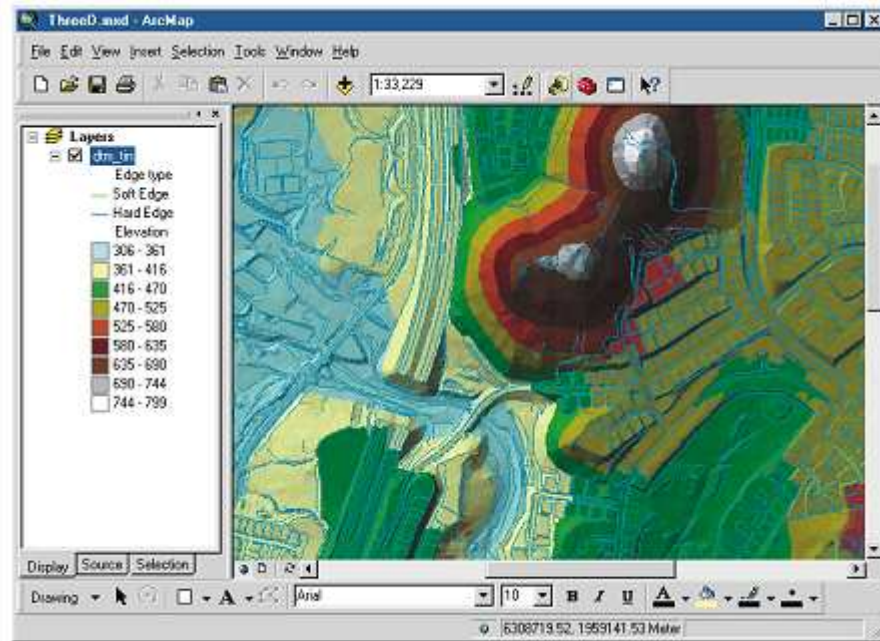 ThreeD.mxd - ArcMap
File Edit View Insert Selection Tools Window Help
1:33,229
Layers
dtm_tin
Edge type
Soft Edge
Hard Edge
Elevation
306 - 361
361 - 416
416 - 470
470 - 525
525 - 580
580 - 635
635 - 690
690 - 744
744 - 799
Display Source Selection
Drawing A Arial 10 B I U A
6308719.52, 1959141.53 Meter